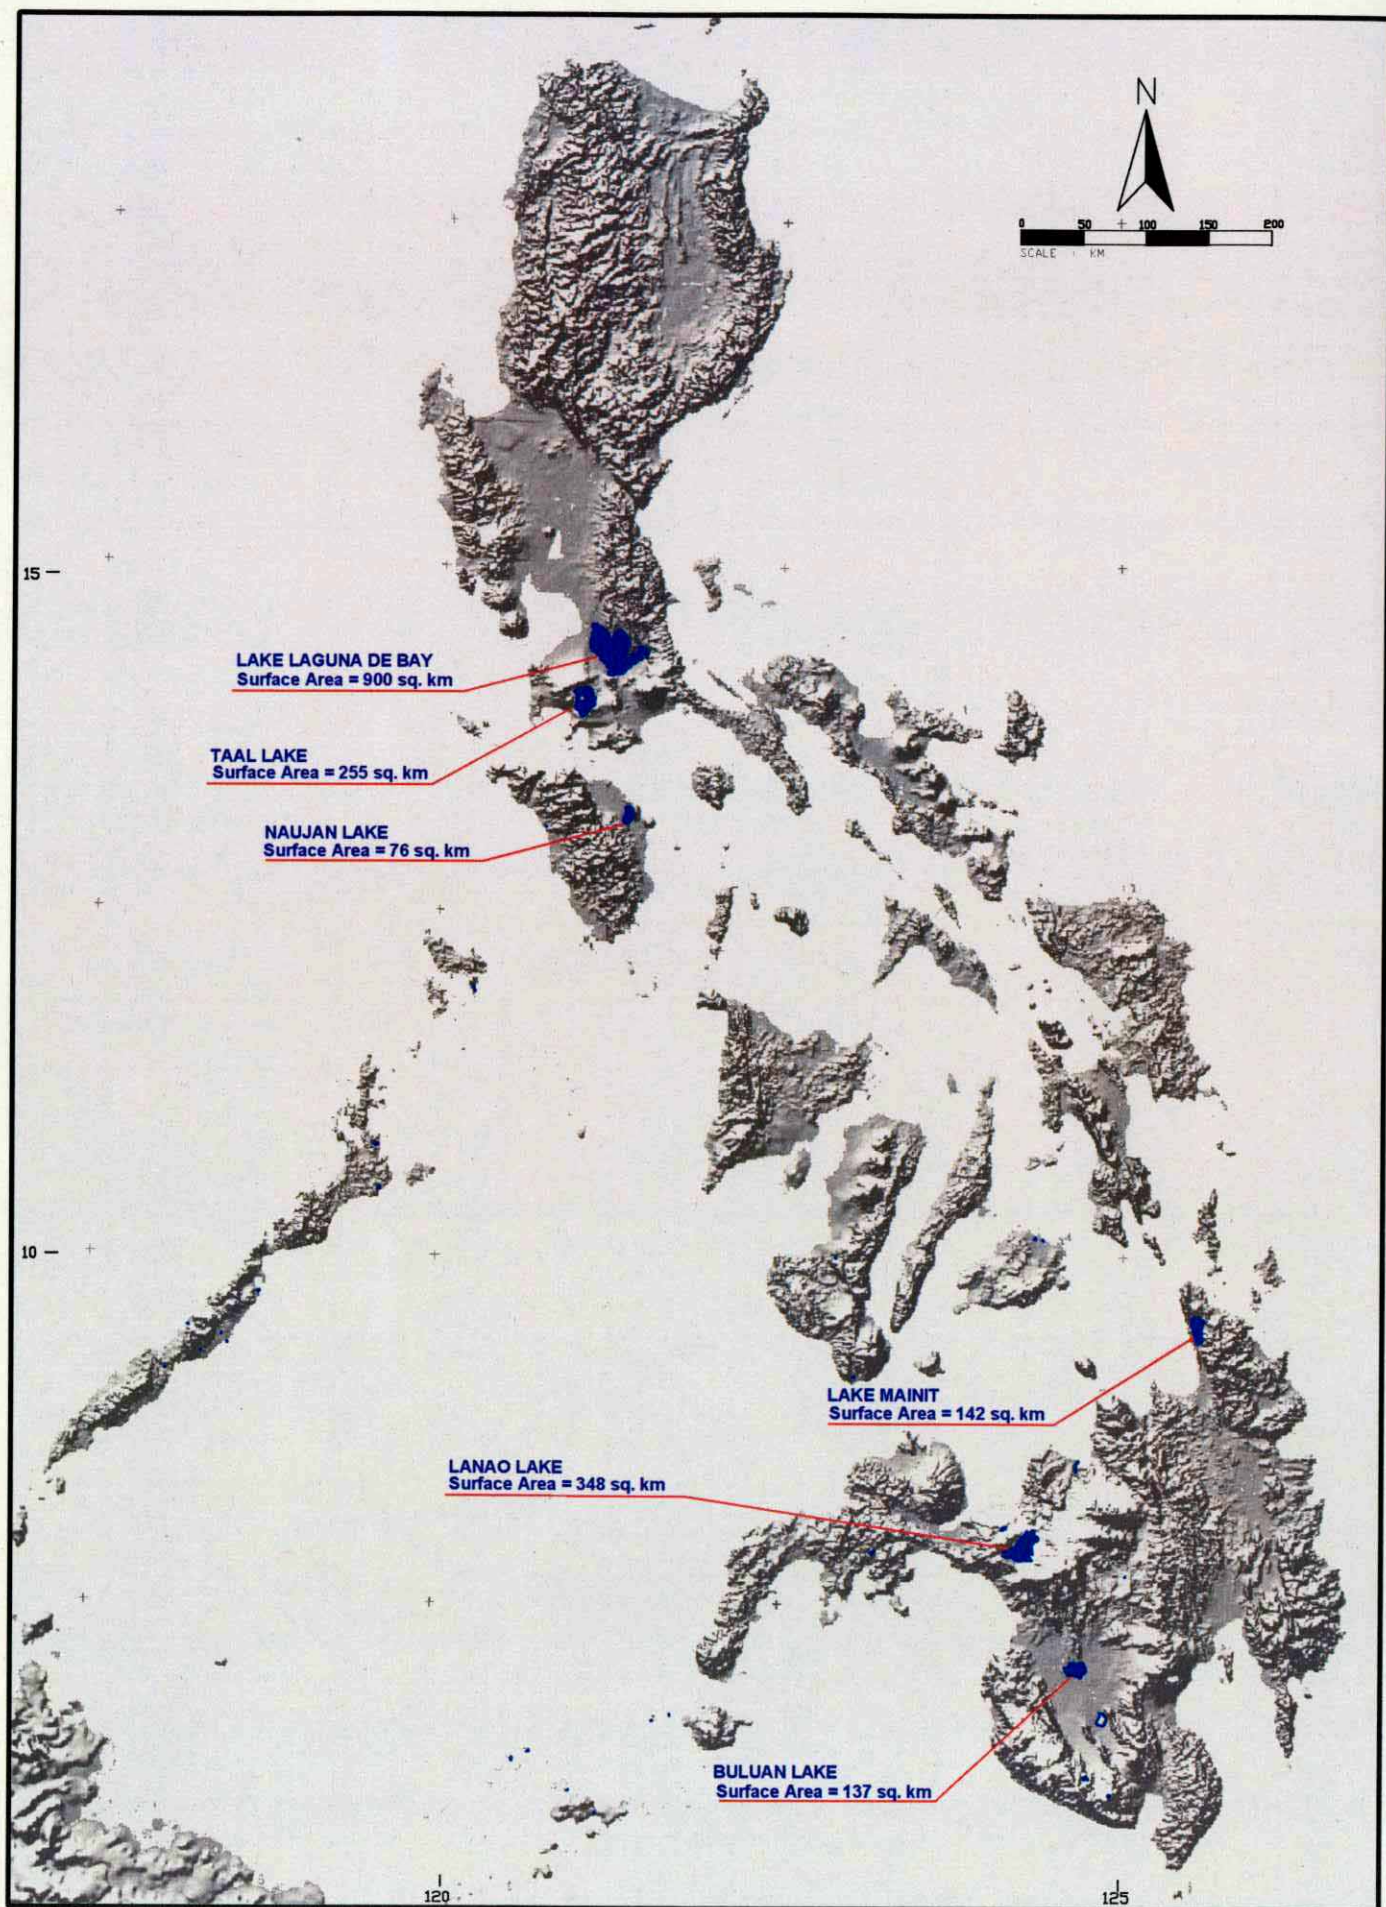 N
0 50 100 150 200
SCALE : KM
15
LAKE LAGUNA DE BAY
Surface Area = 900 sq. km
TAAL LAKE
Surface Area = 255 sq. km
NAUJAN LAKE
Surface Area = 76 sq. km
10
LAKE MAINIT
Surface Area = 142 sq. km
LANAO LAKE
Surface Area = 348 sq. km
BULUAN LAKE
Surface Area = 137 sq. km
120
125